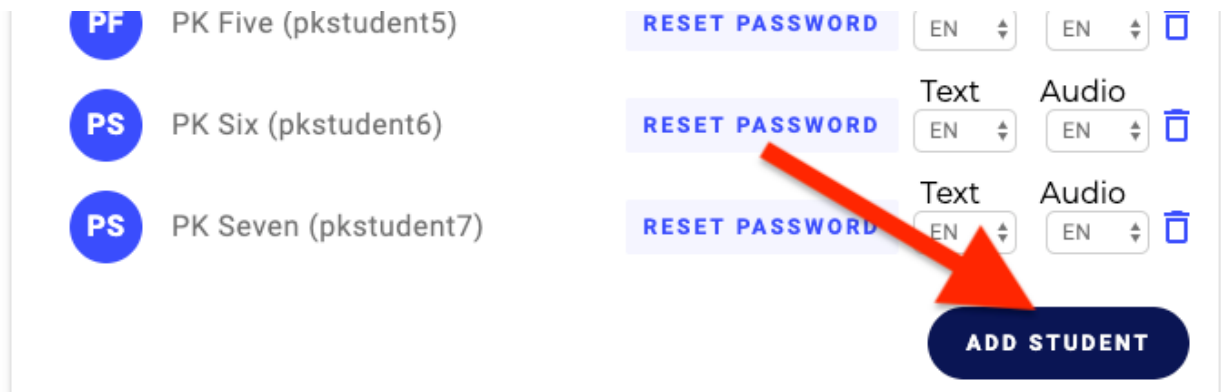 PF PK Five (pkstudent5) RESET PASSWORD EN EN
Text Audio
PS PK Six (pkstudent6) RESET PASSWORD EN EN
Text Audio
PS PK Seven (pkstudent7) RESET PASSWORD EN EN
ADD STUDENT